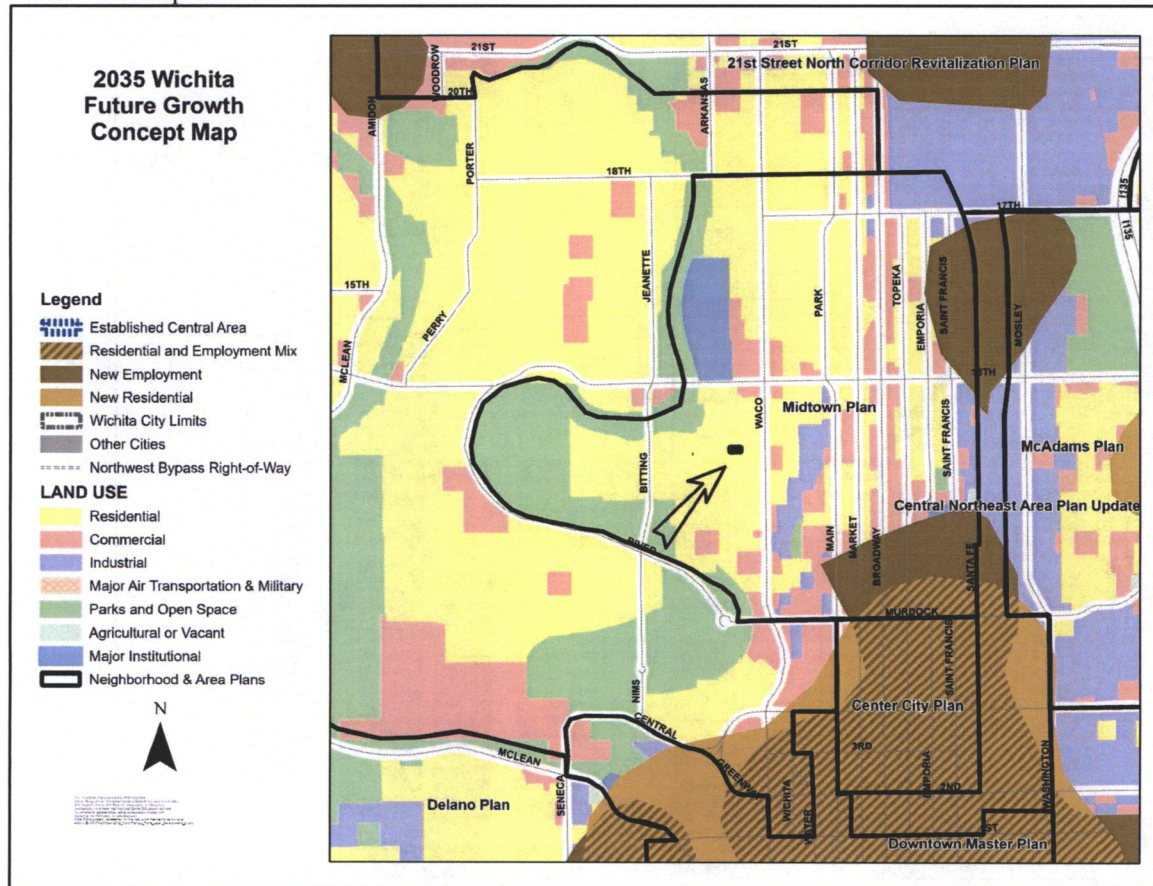 2035 Wichita
Future Growth
Concept Map
Legend
Established Central Area
Residential and Employment Mix
New Employment
New Residential
Wichita City Limits
Other Cities
Northwest Bypass Right-of-Way
LAND USE
Residential
Commercial
Industrial
Major Air Transportation & Military
Parks and Open Space
Agricultural or Vacant
Major Institutional
Neighborhood & Area Plans
N
21ST
21ST
21st Street North Corridor Revitalization Plan
WOODROW
20TH
AMIDON
ARKANSAS
PORTER
18TH
I135
17TH
I135
JEANETTE
15TH
PERRY
MCLEAN
PARK
TOPEKA
EMPORIA
SAINT FRANCIS
MOSLEY
13TH
WACO
Midtown Plan
SAINT FRANCIS
McAdams Plan
BITTING
Central Northeast Area Plan Update
MAIN
MARKET
BROADWAY
RIVER
SANTA FE
MURDOCK
SAINT FRANCIS
NIMS
Center City Plan
CENTRAL
3RD
MCLEAN
GREENWAY
EMPORIA
2ND
WICHITA
WATER
WASHINGTON
SENECA
Delano Plan
1ST
Downtown Master Plan